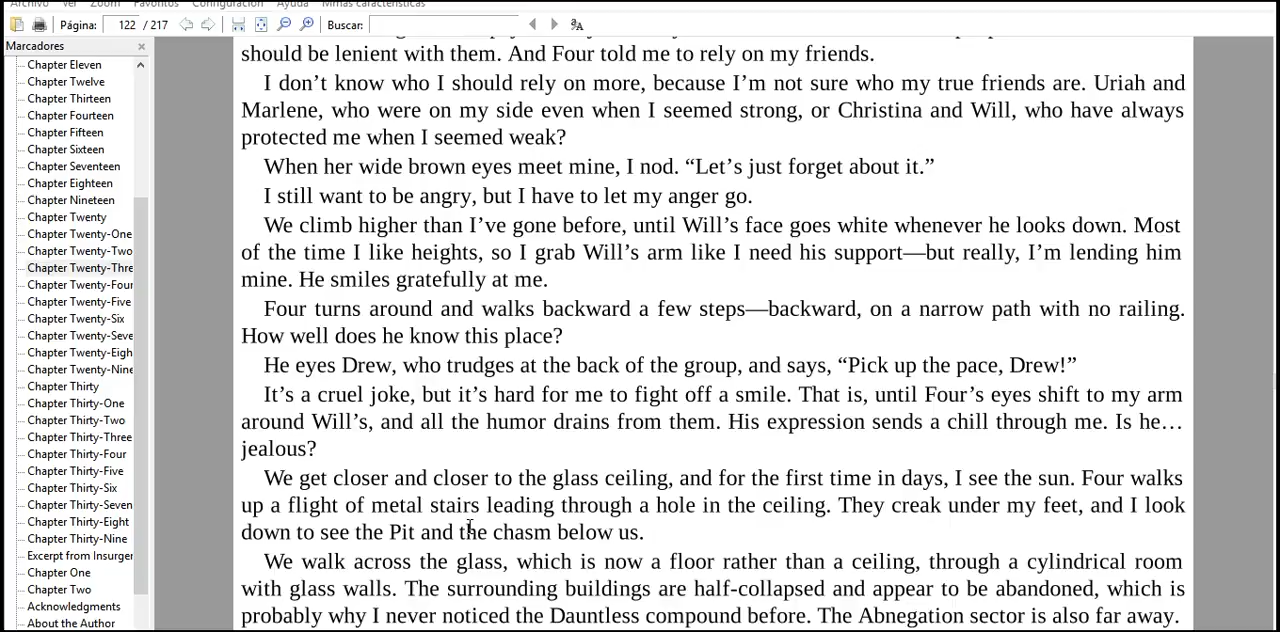 Archivo Ver Zoom Favoritos Configuración Ayuda Mínimas características
Página: 122 / 217 Buscar:
Marcadores
Chapter Eleven
Chapter Twelve
Chapter Thirteen
Chapter Fourteen
Chapter Fifteen
Chapter Sixteen
Chapter Seventeen
Chapter Eighteen
Chapter Nineteen
Chapter Twenty
Chapter Twenty-One
Chapter Twenty-Two
Chapter Twenty-Thre
Chapter Twenty-Four
Chapter Twenty-Five
Chapter Twenty-Six
Chapter Twenty-Seve
Chapter Twenty-Eigh
Chapter Twenty-Nine
Chapter Thirty
Chapter Thirty-One
Chapter Thirty-Two
Chapter Thirty-Three
Chapter Thirty-Four
Chapter Thirty-Five
Chapter Thirty-Six
Chapter Thirty-Seven
Chapter Thirty-Eight
Chapter Thirty-Nine
Excerpt from Insurger
Chapter One
Chapter Two
Acknowledgments
About the Author
should be lenient with them. And Four told me to rely on my friends.
I don’t know who I should rely on more, because I’m not sure who my true friends are. Uriah and
Marlene, who were on my side even when I seemed strong, or Christina and Will, who have always
protected me when I seemed weak?
When her wide brown eyes meet mine, I nod. “Let’s just forget about it.”
I still want to be angry, but I have to let my anger go.
We climb higher than I’ve gone before, until Will’s face goes white whenever he looks down. Most
of the time I like heights, so I grab Will’s arm like I need his support—but really, I’m lending him
mine. He smiles gratefully at me.
Four turns around and walks backward a few steps—backward, on a narrow path with no railing.
How well does he know this place?
He eyes Drew, who trudges at the back of the group, and says, “Pick up the pace, Drew!”
It’s a cruel joke, but it’s hard for me to fight off a smile. That is, until Four’s eyes shift to my arm
around Will’s, and all the humor drains from them. His expression sends a chill through me. Is he…
jealous?
We get closer and closer to the glass ceiling, and for the first time in days, I see the sun. Four walks
up a flight of metal stairs leading through a hole in the ceiling. They creak under my feet, and I look
down to see the Pit and the chasm below us.
We walk across the glass, which is now a floor rather than a ceiling, through a cylindrical room
with glass walls. The surrounding buildings are half-collapsed and appear to be abandoned, which is
probably why I never noticed the Dauntless compound before. The Abnegation sector is also far away.